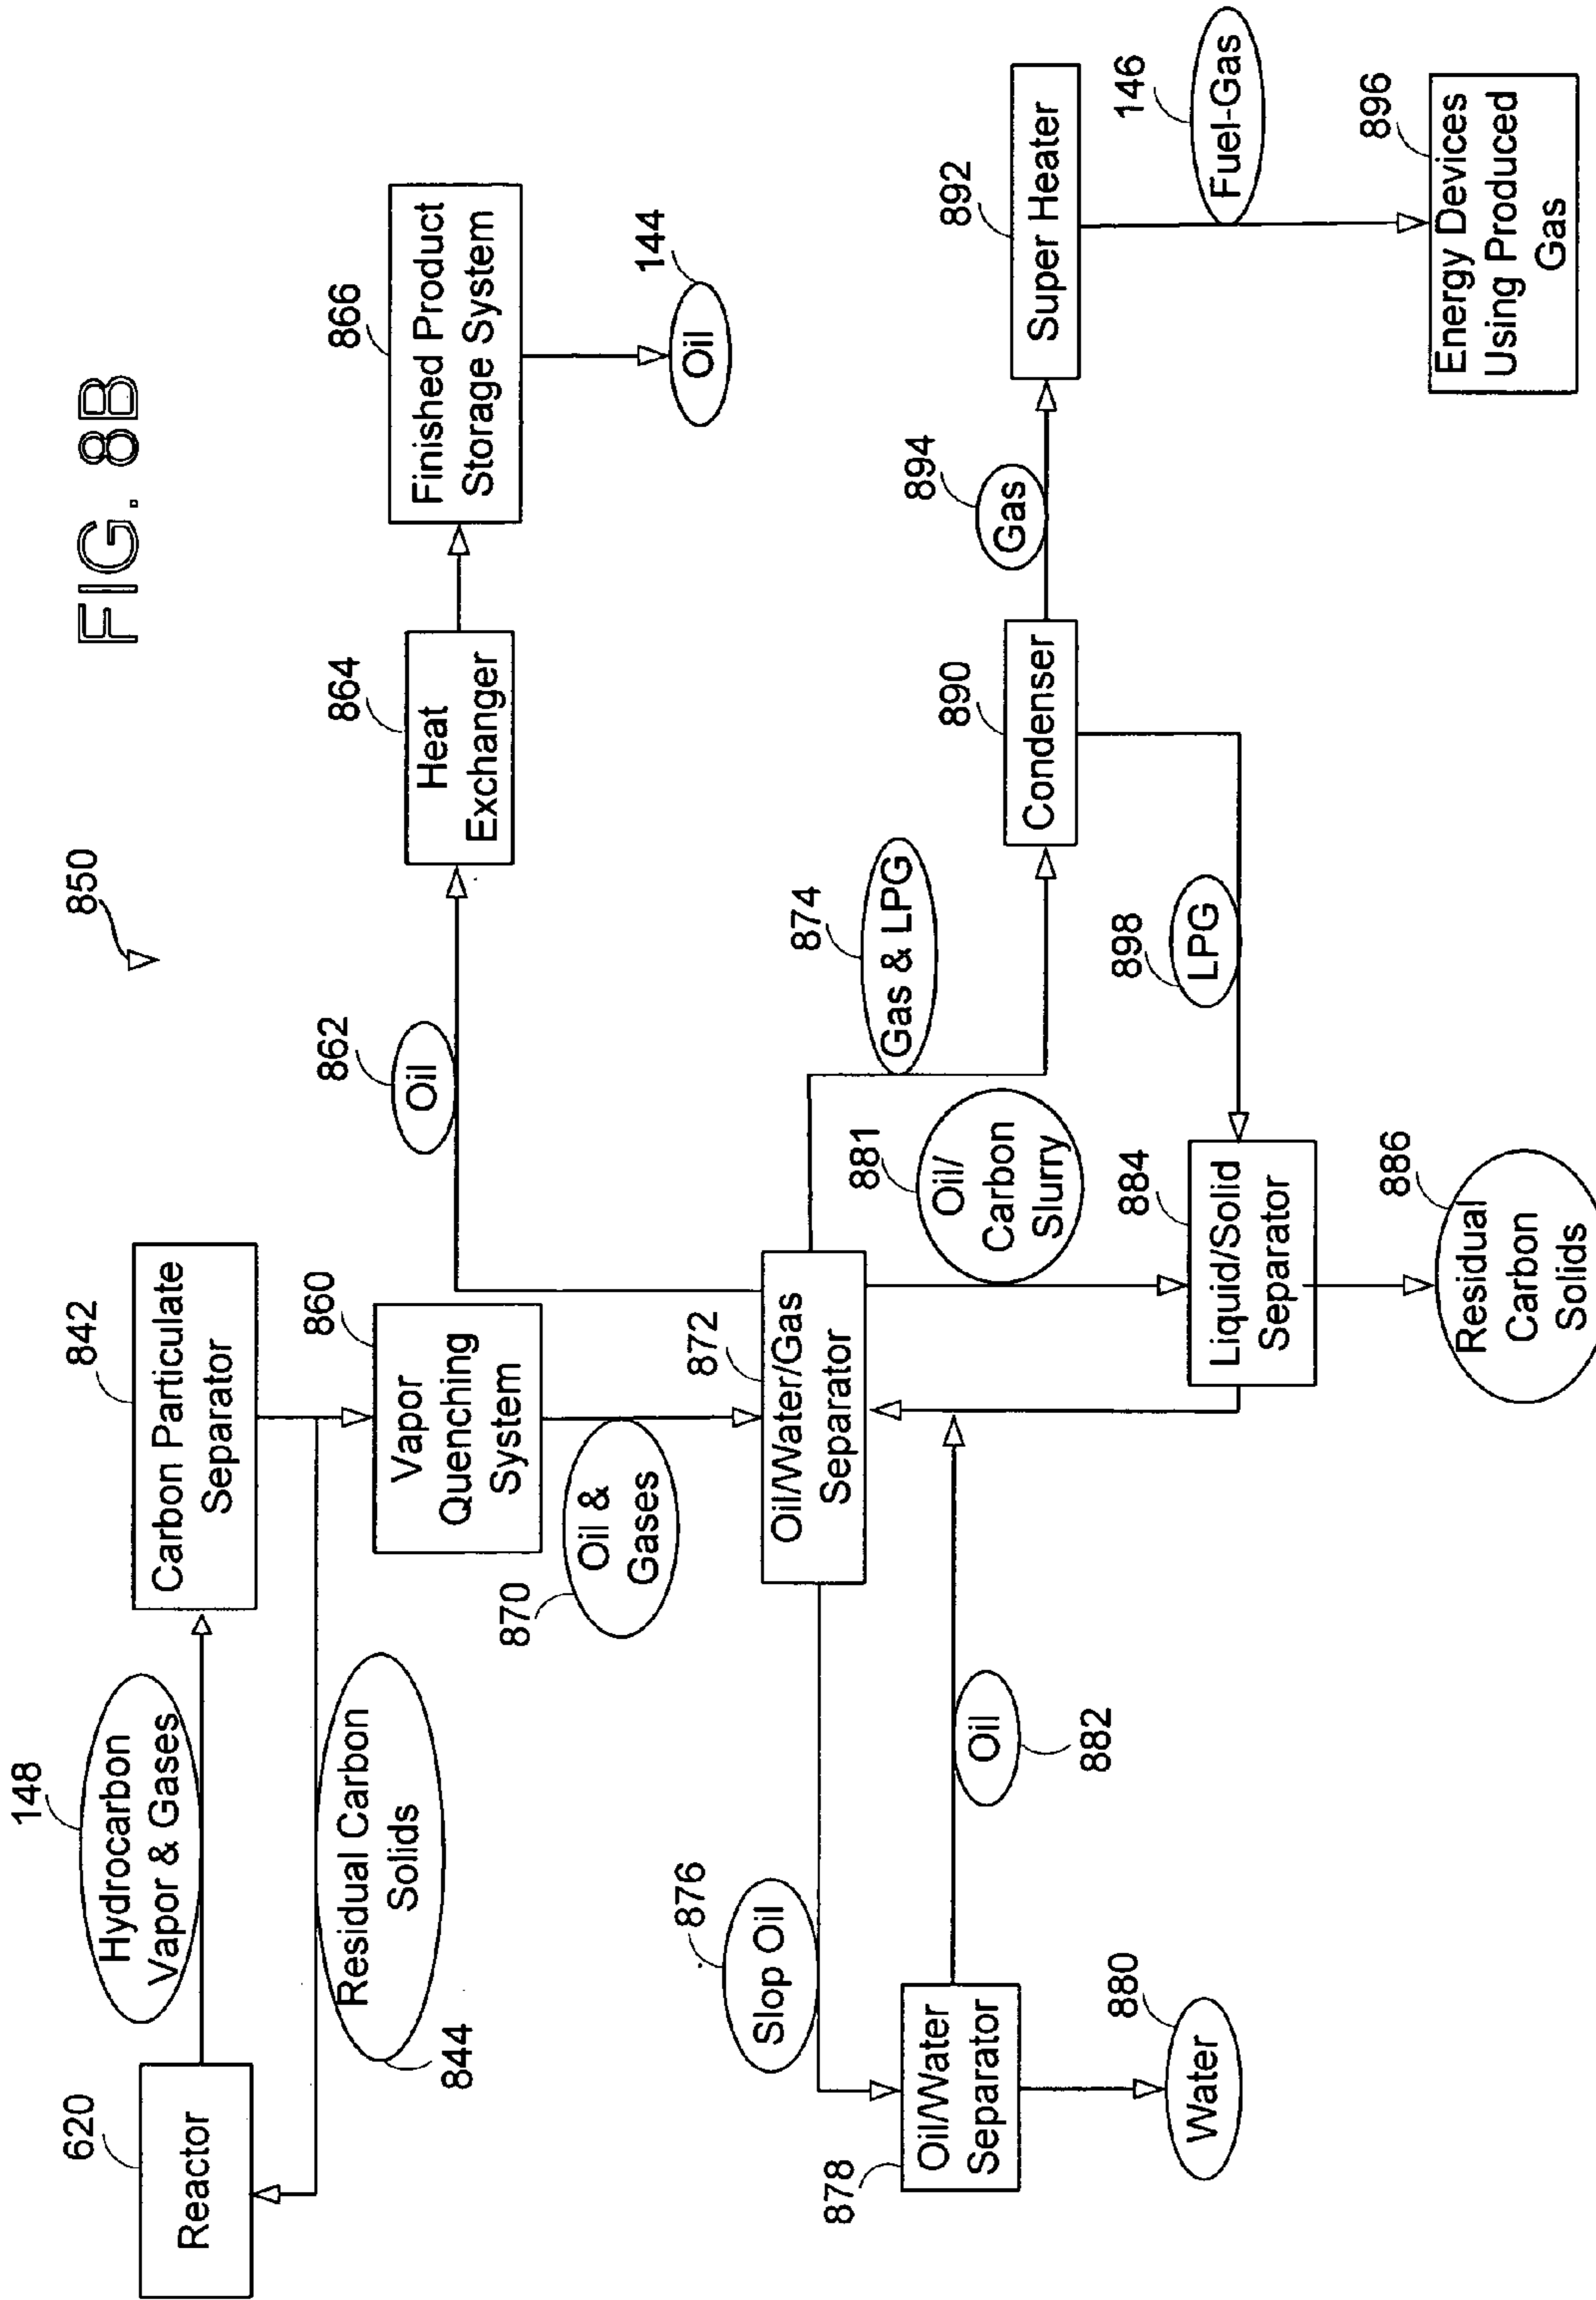 FIG. 8B
850
620
Reactor
148
Hydrocarbon
Vapor & Gases
842
Carbon Particulate
Separator
Residual Carbon
Solids
844
860
Vapor
Quenching
System
862
Oil
864
Heat
Exchanger
866
Finished Product
Storage System
144
Oil
870
Oil &
Gases
872
Oil/Water/Gas
Separator
874
Gas & LPG
876
Slop Oil
878
Oil/Water
Separator
880
Water
Oil
882
881
Oil/
Carbon
Slurry
884
Liquid/Solid
Separator
886
Residual
Carbon
Solids
890
Condenser
898
LPG
894
Gas
892
Super Heater
146
Fuel-Gas
896
Energy Devices
Using Produced
Gas